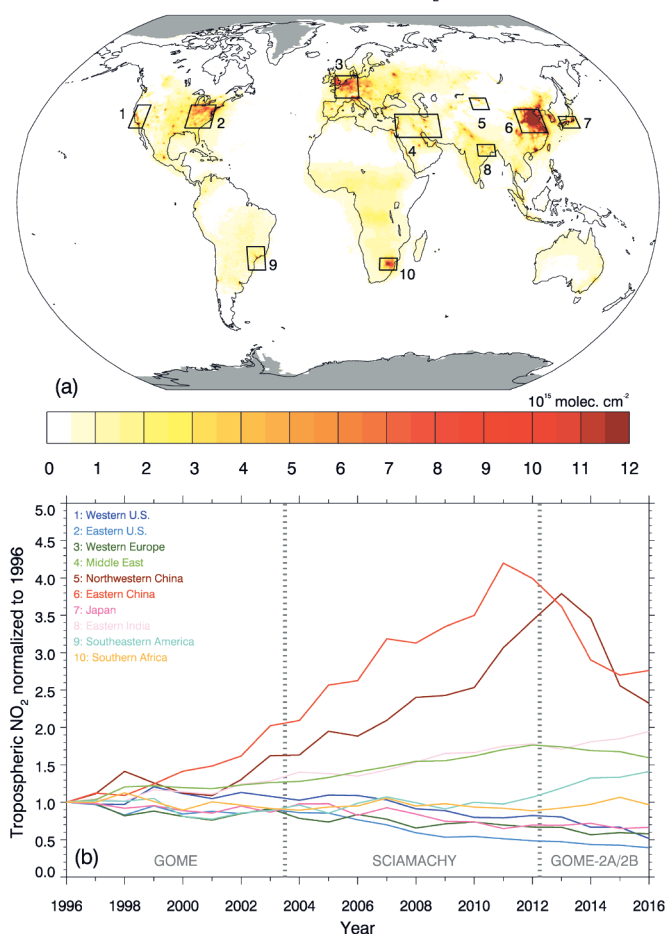 2
3
1
2
5
6
7
4
8
9
10
(a)
10¹⁵ molec. cm⁻²
0 1 2 3 4 5 6 7 8 9 10 11 12
5.0
4.5
4.0
3.5
3.0
2.5
2.0
1.5
1.0
0.5
0.0
Tropospheric NO₂ normalized to 1996
1: Western U.S.
2: Eastern U.S.
3: Western Europe
4: Middle East
5: Northwestern China
6: Eastern China
7: Japan
8: Eastern India
9: Southeastern America
10: Southern Africa
(b)
GOME SCIAMACHY GOME-2A/2B
1996 1998 2000 2002 2004 2006 2008 2010 2012 2014 2016
Year